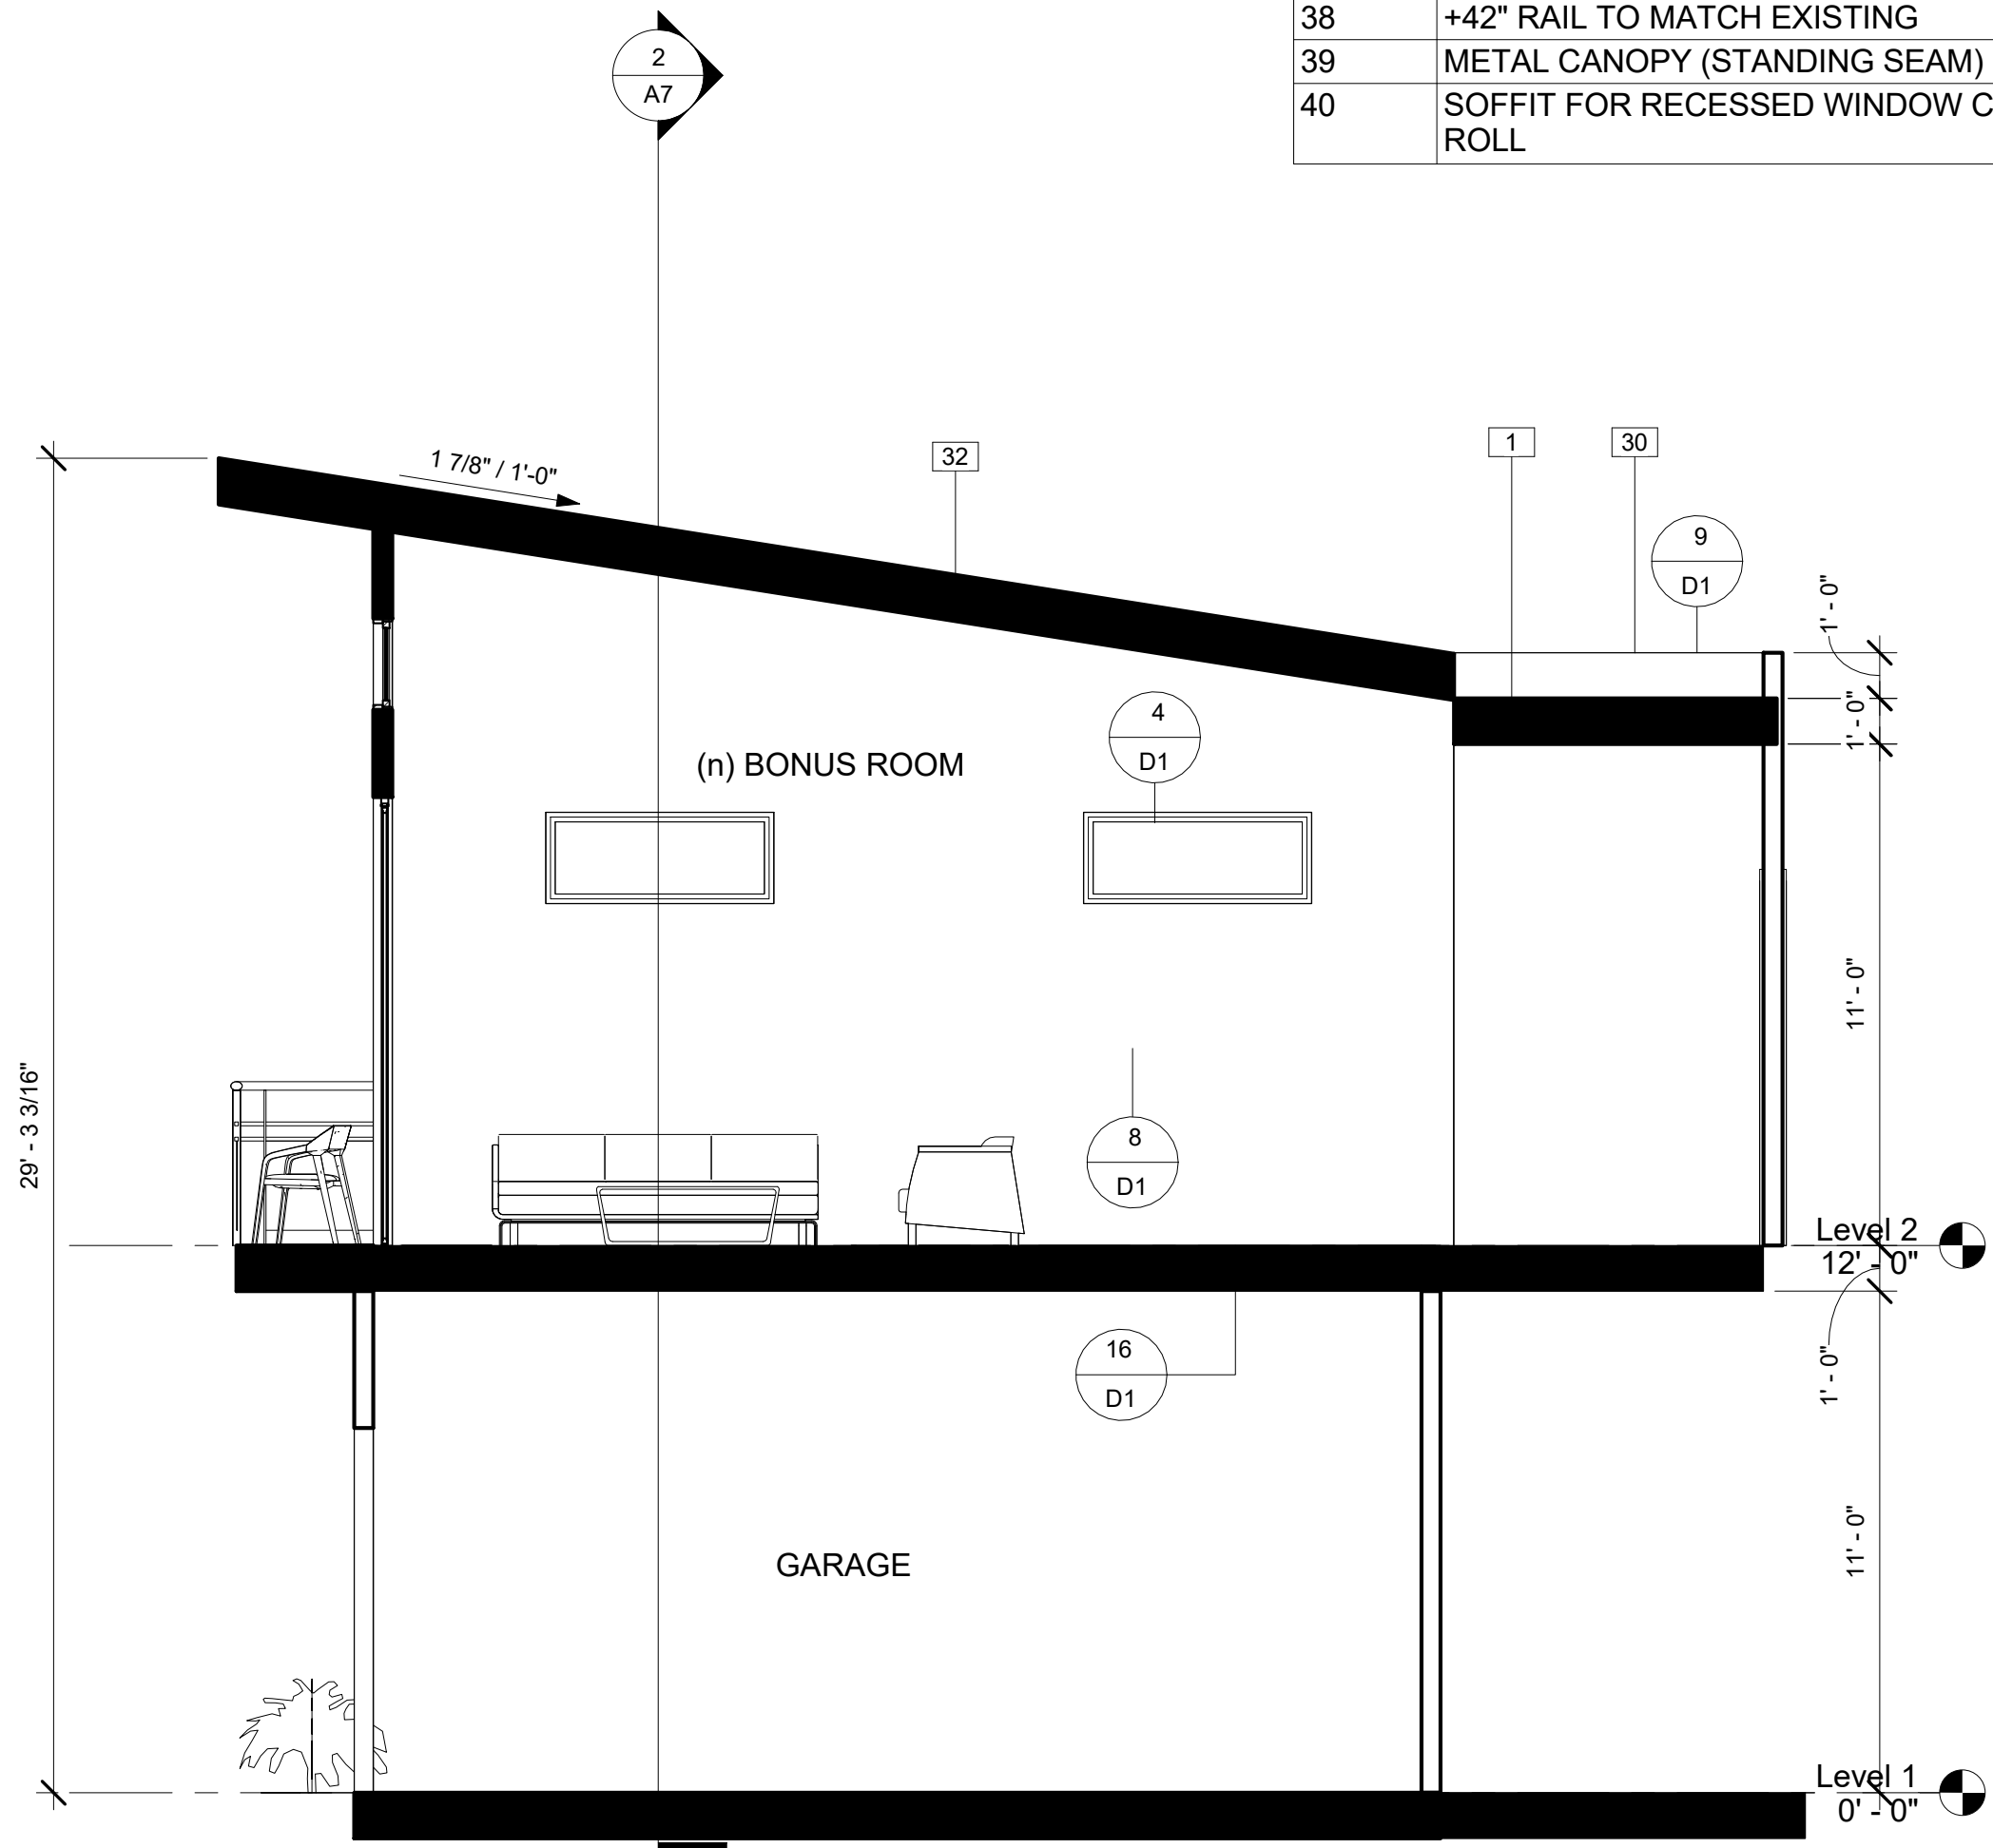 38 +42" RAIL TO MATCH EXISTING
39 METAL CANOPY (STANDING SEAM)
40 SOFFIT FOR RECESSED WINDOW C
ROLL
2
A7
1 7/8" / 1'-0"
32
1
30
9
D1
1' - 0"
1' - 0"
4
D1
(n) BONUS ROOM
11' - 0"
29' - 3 3/16"
8
D1
Level 2
12' - 0"
16
D1
1' - 0"
11' - 0"
GARAGE
Level 1
0' - 0"